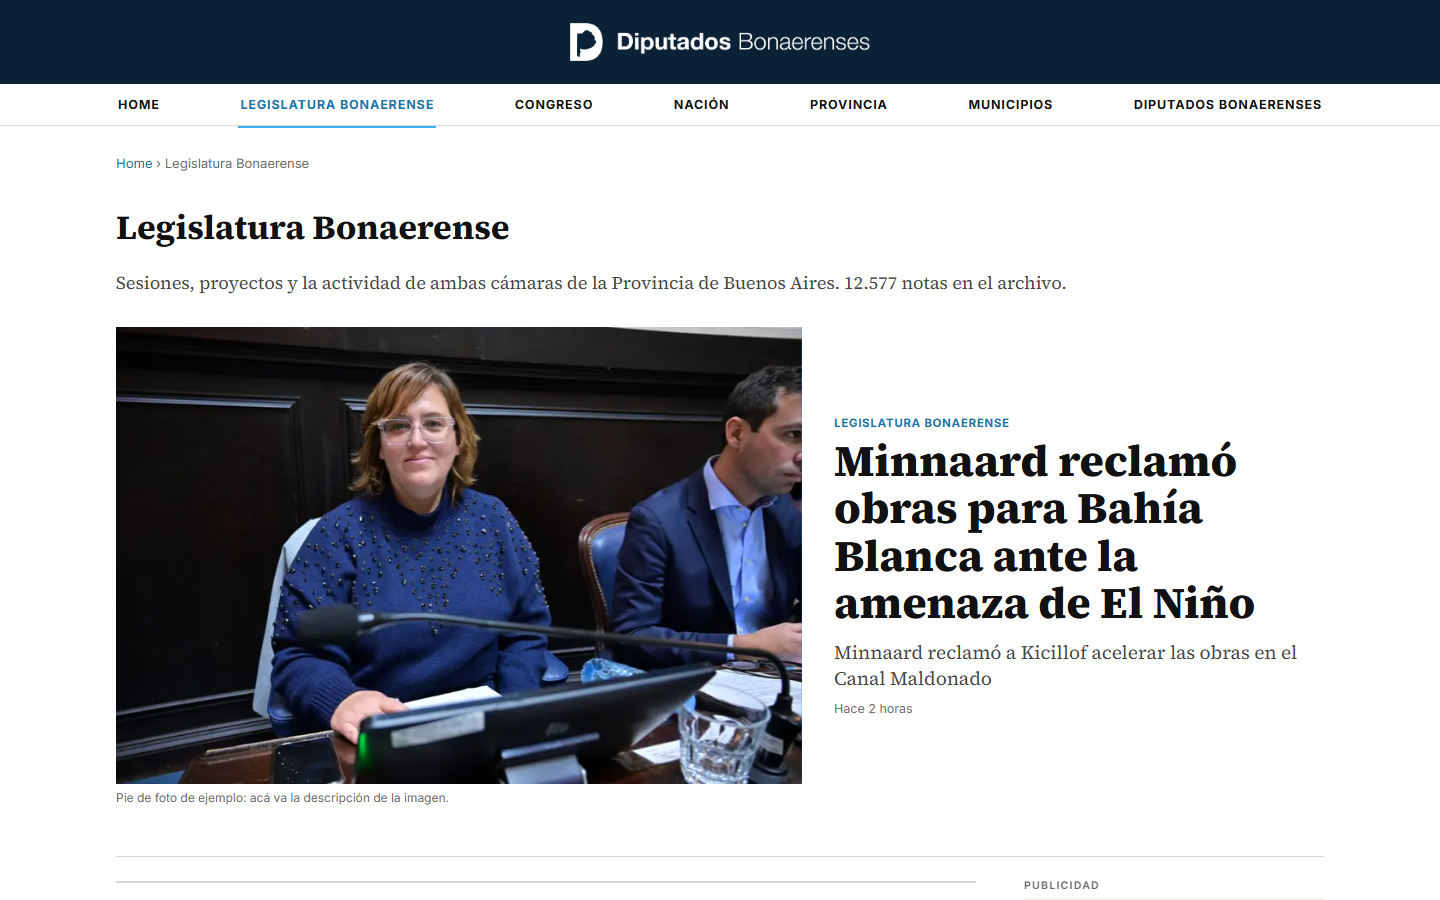 Diputados Bonaerenses
HOME LEGISLATURA BONAERENSE CONGRESO NACIÓN PROVINCIA MUNICIPIOS DIPUTADOS BONAERENSES
Home › Legislatura Bonaerense
Legislatura Bonaerense
Sesiones, proyectos y la actividad de ambas cámaras de la Provincia de Buenos Aires. 12.577 notas en el archivo.
LEGISLATURA BONAERENSE
Minnaard reclamó
obras para Bahía
Blanca ante la
amenaza de El Niño
Minnaard reclamó a Kicillof acelerar las obras en el
Canal Maldonado
Hace 2 horas
Pie de foto de ejemplo: acá va la descripción de la imagen.
PUBLICIDAD